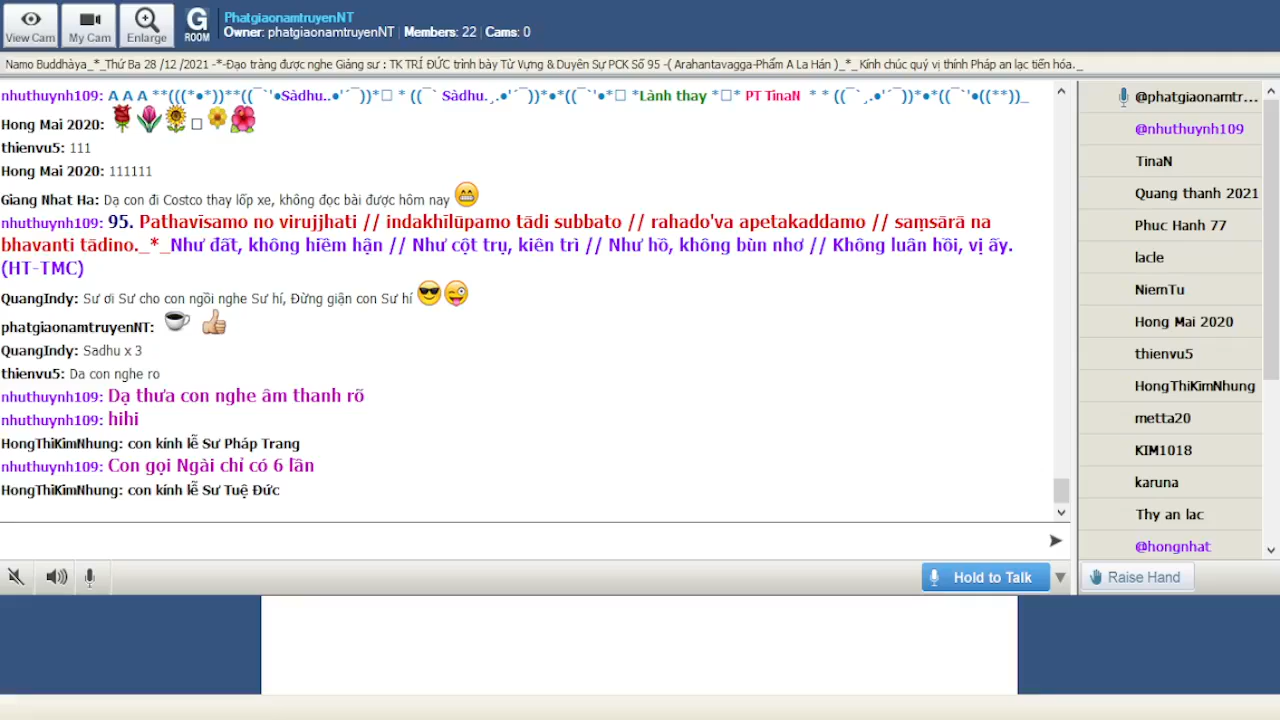 View Cam
My Cam
Enlarge
G
ROOM
PhatgiaonamtruyenNT
Owner: phatgiaonamtruyenNT | Members: 22 | Cams: 0
Namo Buddhàya_*_Thứ Ba 28 /12 /2021 -*-Đạo tràng được nghe Giảng sư : TK TRÍ ĐỨC trình bày Từ Vựng & Duyên Sự PCK Số 95 -( Arahantavagga-Phẩm A La Hán )_*_ Kính chúc quý vị thính Pháp an lạc tiến hóa._
nhuthuynh109: A A A **(((*•*))**((¯`'•Sàdhu..•'´¯))*□ * ((¯` Sàdhu.¸.•'´¯))*•*((¯`'•*□ *Lành thay *□* PT TinaN * * ((¯`¸.•'´¯))*•*((¯`'•((**))_
Hong Mai 2020:
thienvu5: 111
Hong Mai 2020: 111111
Giang Nhat Ha: Dạ con đi Costco thay lốp xe, không đọc bài được hôm nay
nhuthuynh109: 95. Pathavīsamo no virujjhati // indakhīlūpamo tādi subbato // rahado'va apetakaddamo // saṃsārā na
bhavanti tādino._*_Như đất, không hiềm hận // Như cột trụ, kiên trì // Như hồ, không bùn nhơ // Không luân hồi, vị ấy.
(HT-TMC)
QuangIndy: Sư ơi Sư cho con ngồi nghe Sư hí, Đừng giận con Sư hí
phatgiaonamtruyenNT:
QuangIndy: Sadhu x 3
thienvu5: Da con nghe ro
nhuthuynh109: Dạ thưa con nghe âm thanh rõ
nhuthuynh109: hihi
HongThiKimNhung: con kính lễ Sư Pháp Trang
nhuthuynh109: Con gọi Ngài chỉ có 6 lần
HongThiKimNhung: con kính lễ Sư Tuệ Đức
@phatgiaonamtr...
@nhuthuynh109
TinaN
Quang thanh 2021
Phuc Hanh 77
lacle
NiemTu
Hong Mai 2020
thienvu5
HongThiKimNhung
metta20
KIM1018
karuna
Thy an lac
@hongnhat
Hold to Talk
Raise Hand